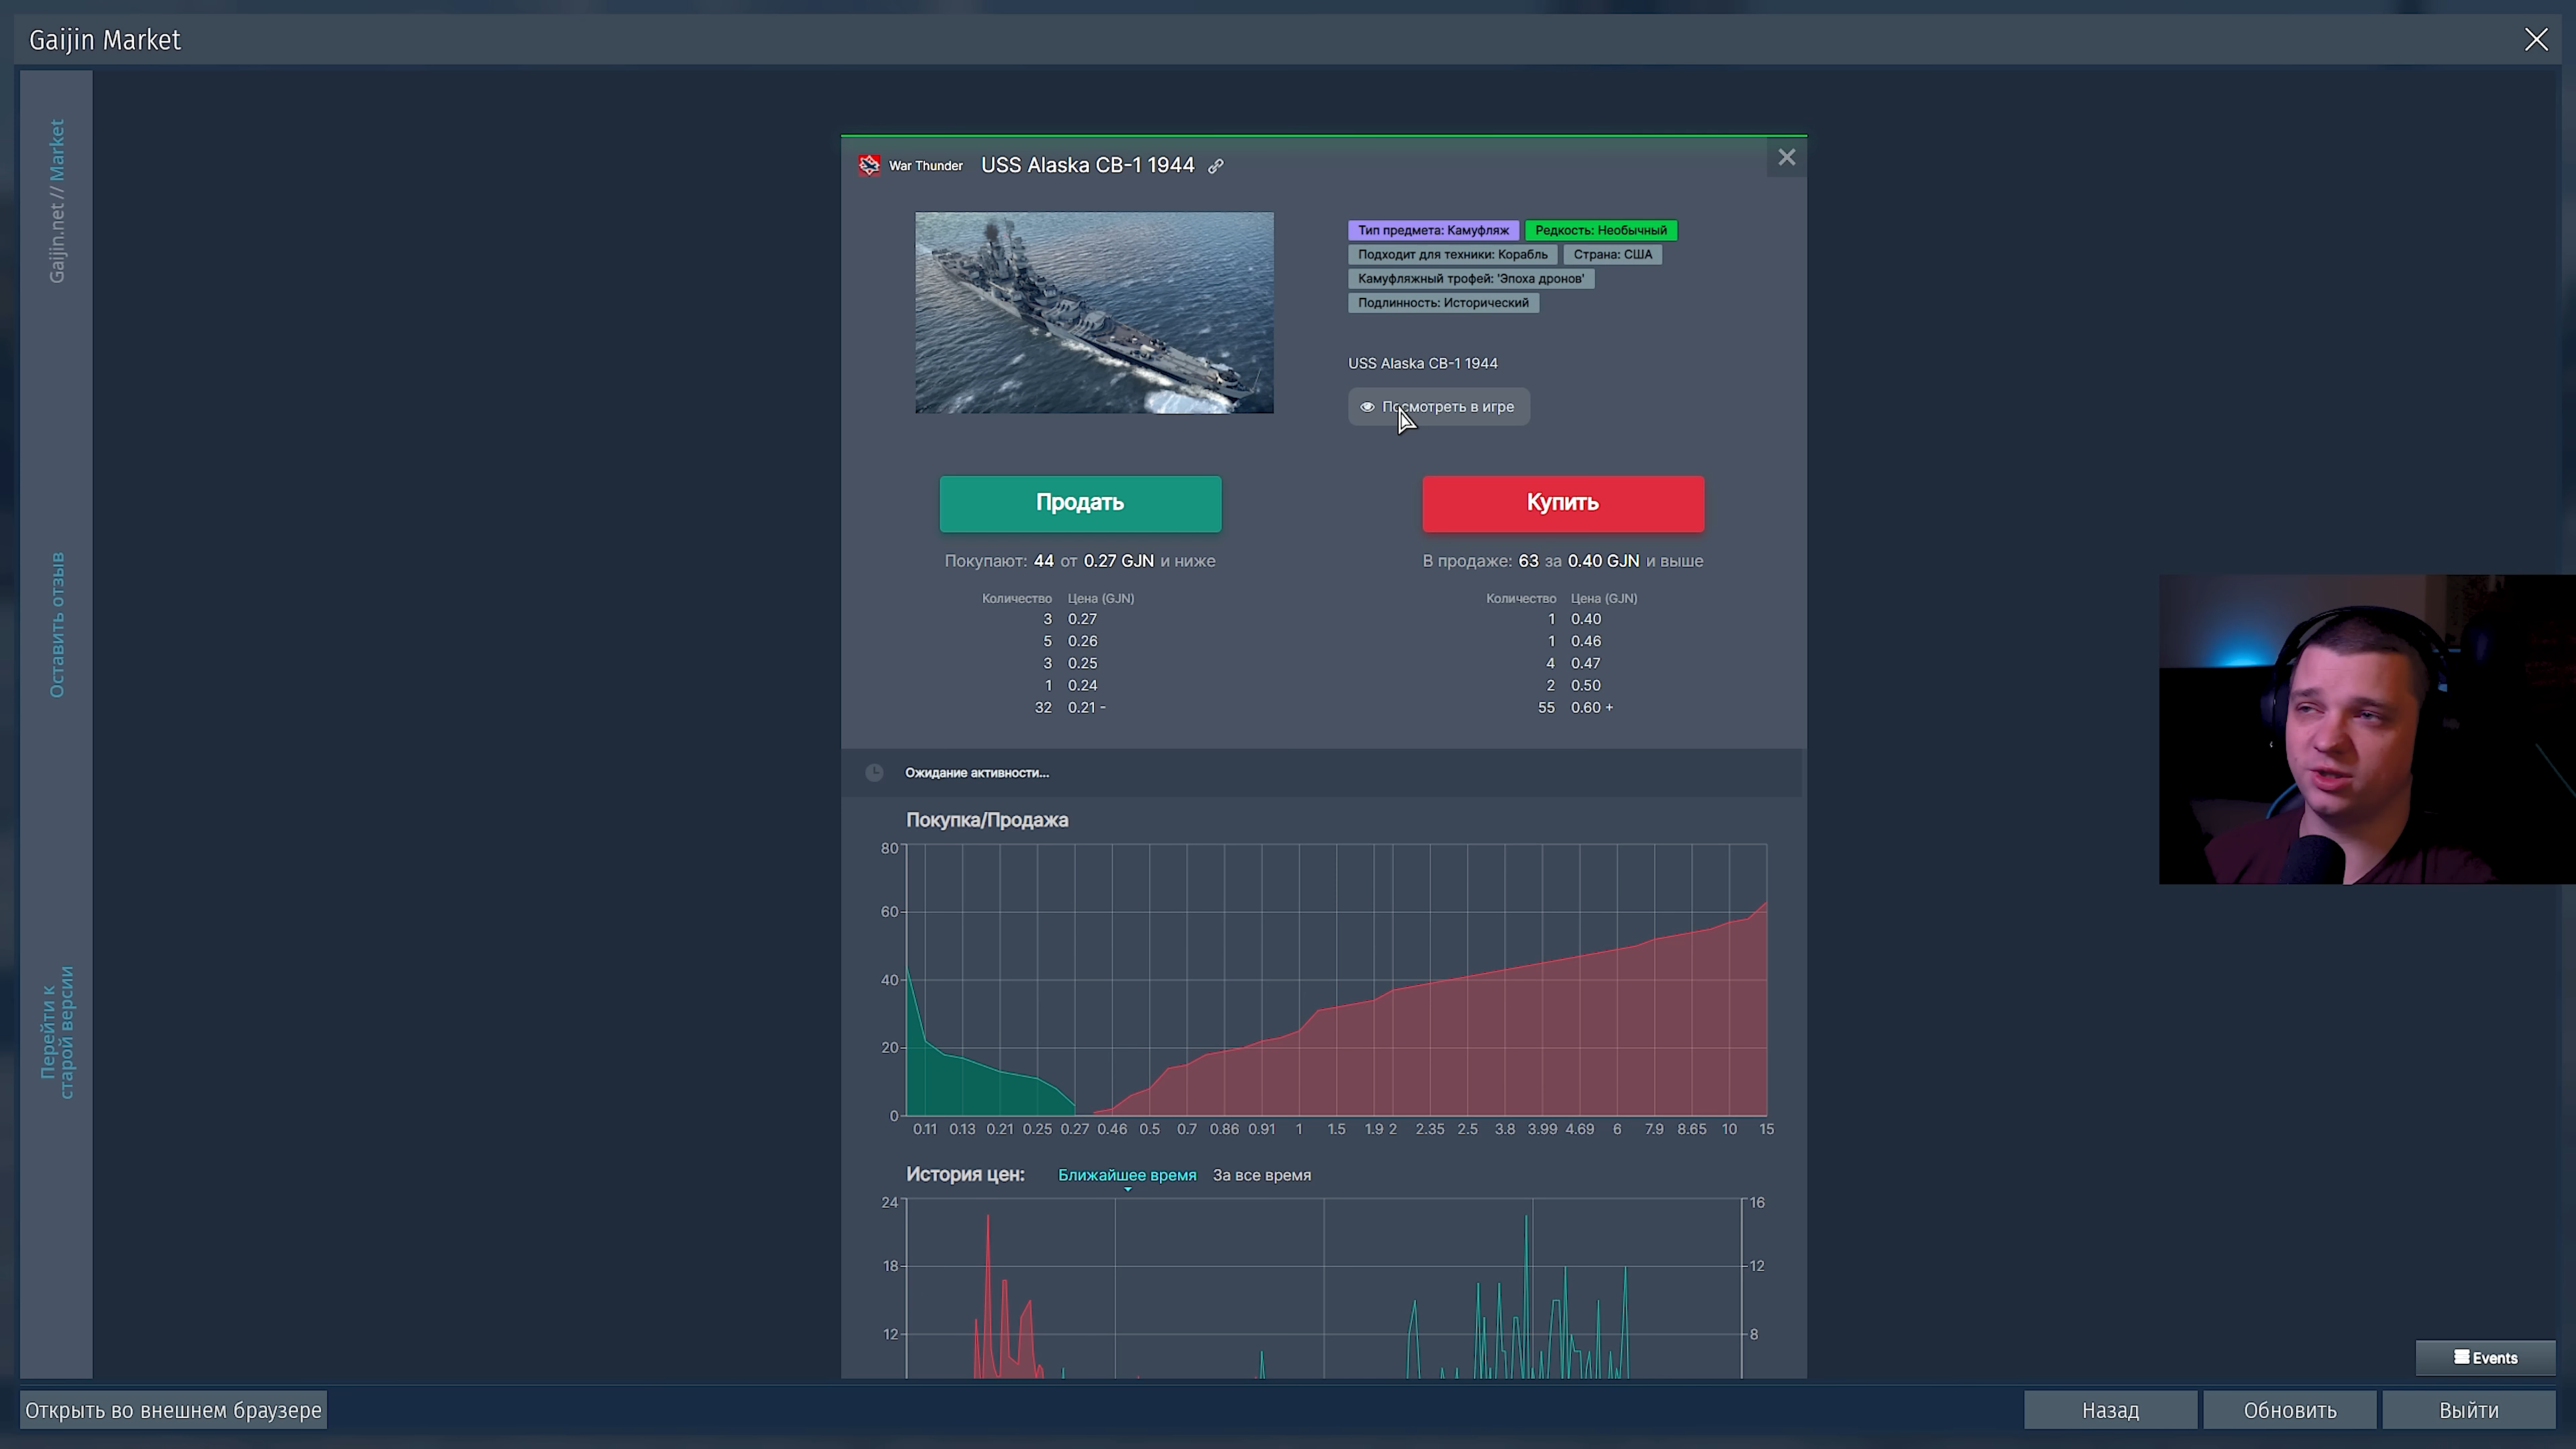 Gaijin Market
Gaijin.net // Market
Оставить отзыв
Перейти к
старой версии
War Thunder USS Alaska CB-1 1944
Тип предмета: Камуфляж Редкость: Необычный
Подходит для техники: Корабль Страна: США
Камуфляжный трофей: 'Эпоха дронов'
Подлинность: Исторический
USS Alaska CB-1 1944
Посмотреть в игре
Продать
Купить
Покупают: 44 от 0.27 GJN и ниже
В продаже: 63 за 0.40 GJN и выше
Количество Цена (GJN)
3 0.27
5 0.26
3 0.25
1 0.24
32 0.21 -
Количество Цена (GJN)
1 0.40
1 0.46
4 0.47
2 0.50
55 0.60 +
Ожидание активности...
Покупка/Продажа
80
60
40
20
0
0.11 0.13 0.21 0.25 0.27 0.46 0.5 0.7 0.86 0.91 1 1.5 1.9 2 2.35 2.5 3.8 3.99 4.69 6 7.9 8.65 10 15
История цен: Ближайшее время За все время
24 16
18 12
12 8
Events
Открыть во внешнем браузере
Назад
Обновить
Выйти